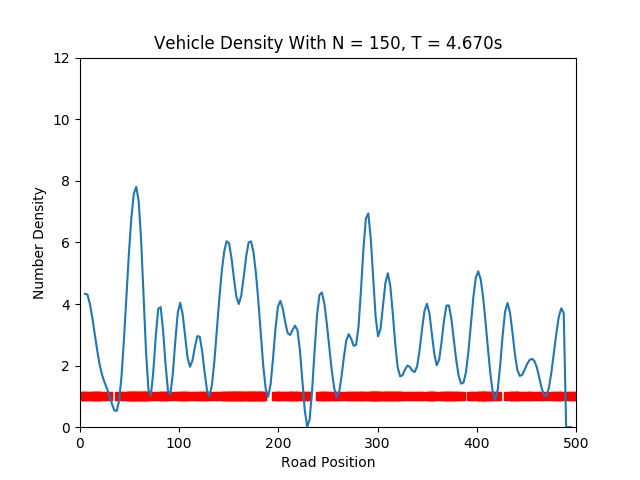 Vehicle Density With N = 150, T = 4.670s
12
10
8
6
4
2
0
Number Density
0 100 200 300 400 500
Road Position